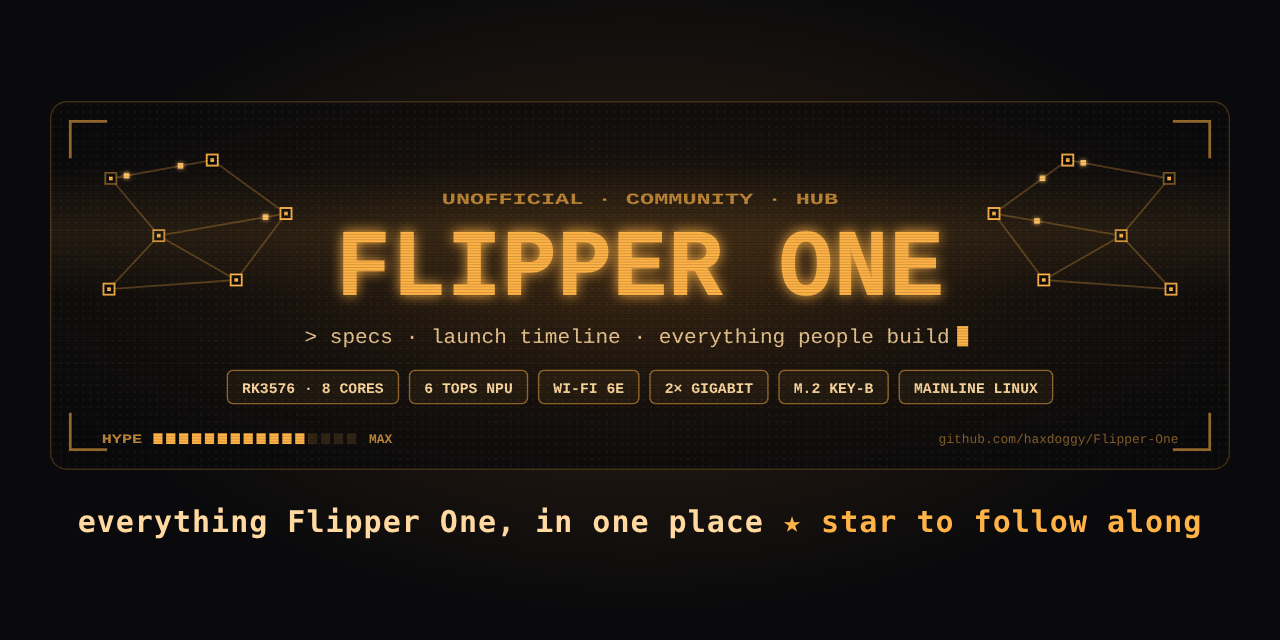 UNOFFICIAL · COMMUNITY · HUB
FLIPPER ONE
> specs · launch timeline · everything people build
RK3576 · 8 CORES 6 TOPS NPU WI-FI 6E 2× GIGABIT M.2 KEY-B MAINLINE LINUX
HYPE MAX github.com/haxdoggy/Flipper-One
everything Flipper One, in one place ★ star to follow along